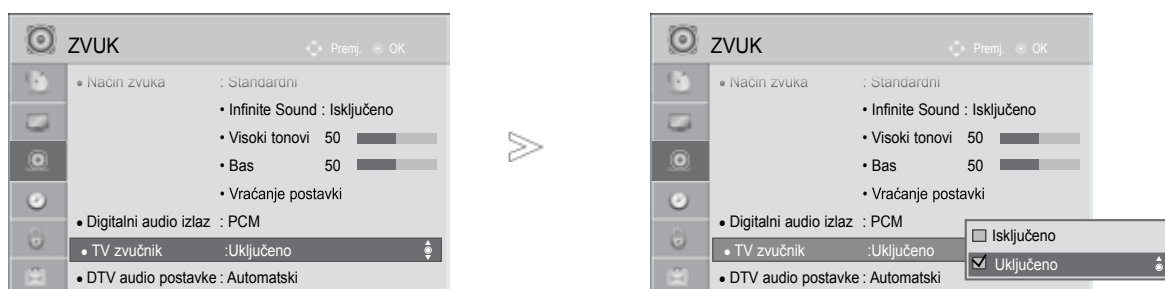 ZVUK Premj. OK
• Način zvuka : Standardni
• Infinite Sound : Isključeno
• Visoki tonovi 50
• Bas 50
• Vraćanje postavki
• Digitalni audio izlaz : PCM
• TV zvučnik :Uključeno
• DTV audio postavke : Automatski
ZVUK Premj. OK
• Način zvuka : Standardni
• Infinite Sound : Isključeno
• Visoki tonovi 50
• Bas 50
• Vraćanje postavki
• Digitalni audio izlaz : PCM
• TV zvučnik :Uključeno
• DTV audio postavke : Automatski
Isključeno
Uključeno